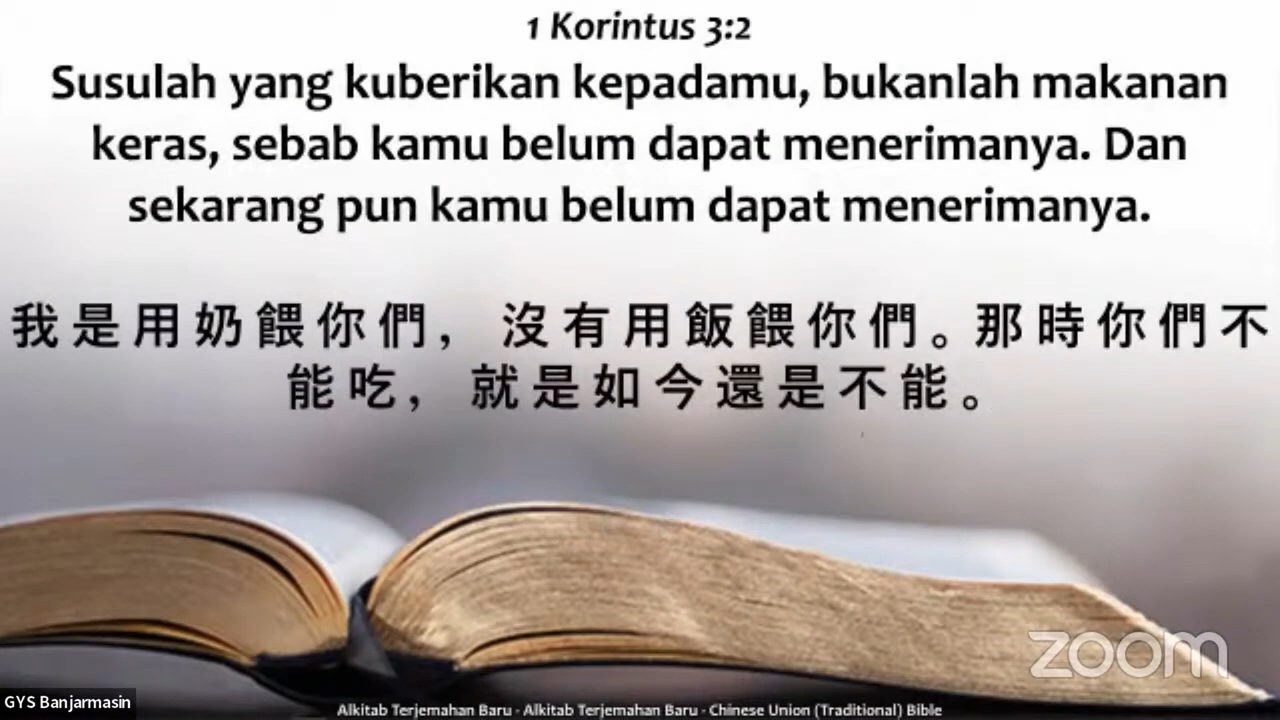 1 Korintus 3:2
Susulah yang kuberikan kepadamu, bukanlah makanan
keras, sebab kamu belum dapat menerimanya. Dan
sekarang pun kamu belum dapat menerimanya.
我是用奶餵你們，沒有用飯餵你們。那時你們不
能吃，就是如今還是不能。
zoom
GYS Banjarmasin
Alkitab Terjemahan Baru - Alkitab Terjemahan Baru - Chinese Union (Traditional) Bible